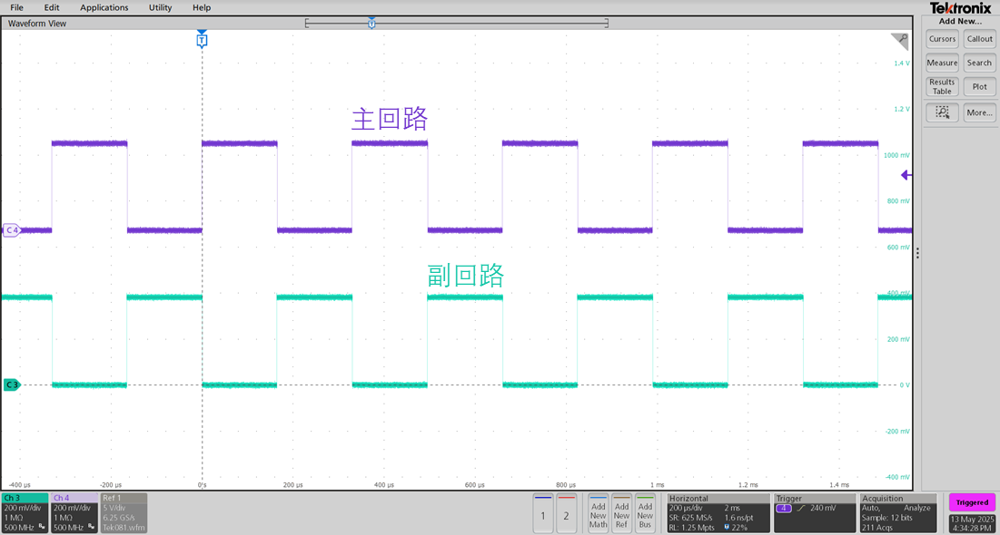 File Edit Applications Utility Help
Tektronix
Waveform View
Add New...
T
T
Cursors Callout
Measure Search
Results Table Plot
More...
1.4 V
1.2 V
1000 mV
800 mV
600 mV
400 mV
200 mV
0 V
-200 mV
-400 mV
主回路
C 4
副回路
C 3
-400 µs -200 µs 0 s 200 µs 400 µs 600 µs 800 µs 1 ms 1.2 ms 1.4 ms
Ch 3
200 mV/div
1 MΩ
500 MHz
Ch 4
200 mV/div
1 MΩ
500 MHz
Ref 1
5 V/div
6.25 GS/s
Tek081.wfm
1 2
Add New Math
Add New Ref
Add New Bus
Horizontal
200 µs/div 2 ms
SR: 625 MS/s 1.6 ns/pt
RL: 1.25 Mpts 22%
Trigger
4 240 mV
Acquisition
Auto, Analyze
Sample: 12 bits
211 Acqs
Triggered
13 May 2025
4:34:28 PM